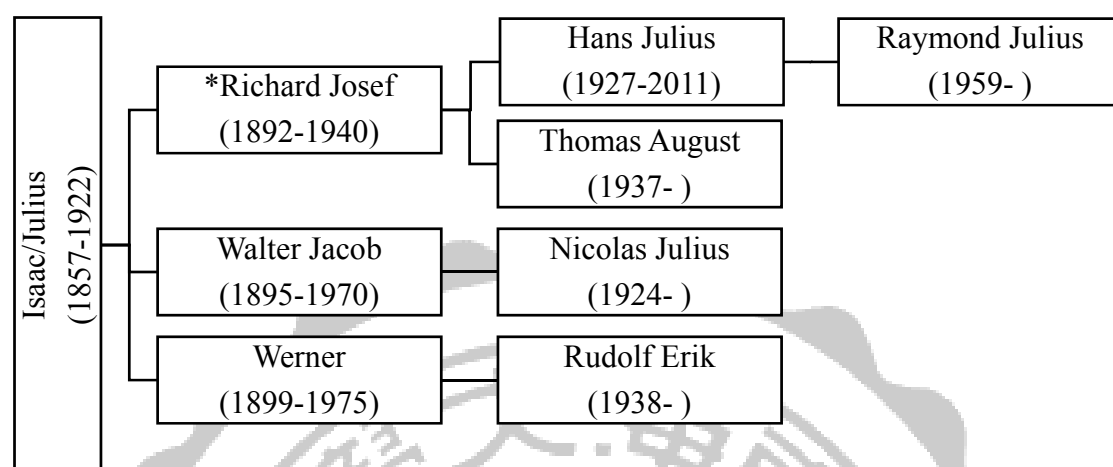 Isaac/Julius
(1857-1922)
*Richard Josef
(1892-1940)
Hans Julius
(1927-2011)
Raymond Julius
(1959- )
Thomas August
(1937- )
Walter Jacob
(1895-1970)
Nicolas Julius
(1924- )
Werner
(1899-1975)
Rudolf Erik
(1938- )